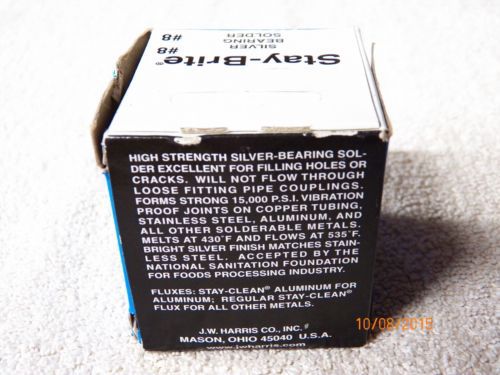 Stay-Brite®
#8
SILVER
BEARING
SOLDER
#8
HIGH STRENGTH SILVER-BEARING SOL-
DER EXCELLENT FOR FILLING HOLES OR
CRACKS. WILL NOT FLOW THROUGH
LOOSE FITTING PIPE COUPLINGS.
FORMS STRONG 15,000 P.S.I. VIBRATION
PROOF JOINTS ON COPPER TUBING,
STAINLESS STEEL, ALUMINUM, AND
ALL OTHER SOLDERABLE METALS.
MELTS AT 430°F AND FLOWS AT 535°F.
BRIGHT SILVER FINISH MATCHES STAIN-
LESS STEEL. ACCEPTED BY THE
NATIONAL SANITATION FOUNDATION
FOR FOODS PROCESSING INDUSTRY.
FLUXES: STAY-CLEAN® ALUMINUM FOR
ALUMINUM; REGULAR STAY-CLEAN®
FLUX FOR ALL OTHER METALS.
J.W. HARRIS CO., INC.
MASON, OHIO 45040 U.S.A.
www.jwharris.com
10/08/2015